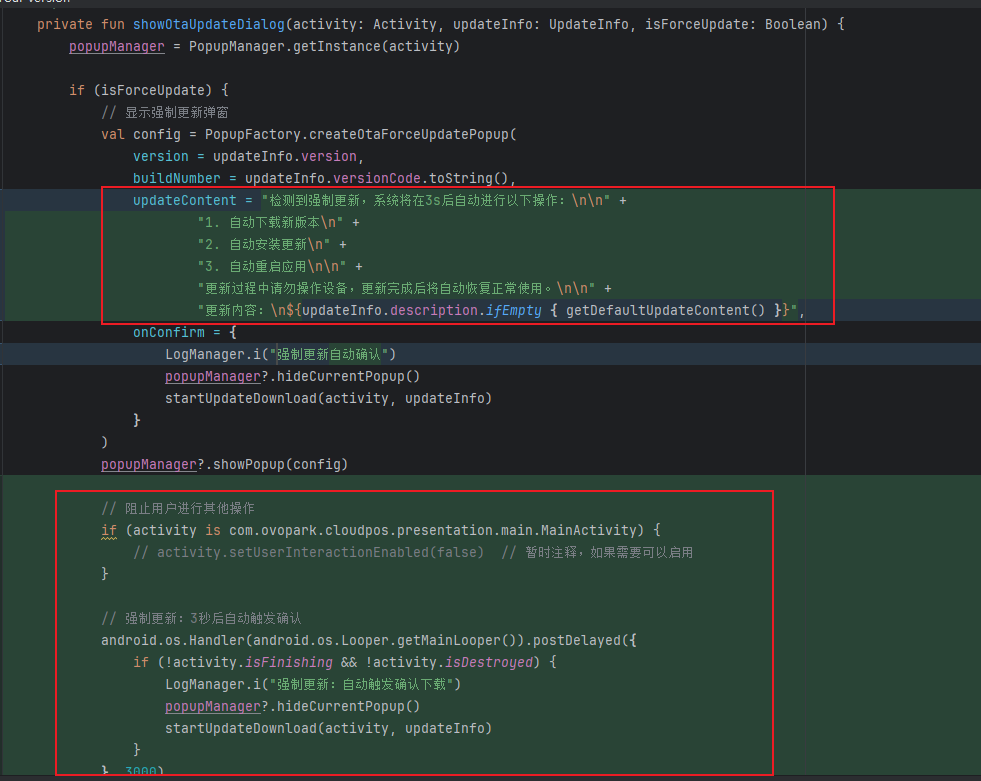 private fun showOtaUpdateDialog(activity: Activity, updateInfo: UpdateInfo, isForceUpdate: Boolean) {
popupManager = PopupManager.getInstance(activity)
if (isForceUpdate) {
// 显示强制更新弹窗
val config = PopupFactory.createOtaForceUpdatePopup(
version = updateInfo.version,
buildNumber = updateInfo.versionCode.toString(),
updateContent = "检测到强制更新，系统将在3s后自动进行以下操作：\n\n" +
"1. 自动下载新版本\n" +
"2. 自动安装更新\n" +
"3. 自动重启应用\n\n" +
"更新过程中请勿操作设备，更新完成后将自动恢复正常使用。\n\n" +
"更新内容：\n${updateInfo.description.ifEmpty { getDefaultUpdateContent() }}",
onConfirm = {
LogManager.i("强制更新自动确认")
popupManager?.hideCurrentPopup()
startUpdateDownload(activity, updateInfo)
}
)
popupManager?.showPopup(config)
// 阻止用户进行其他操作
if (activity is com.ovopark.cloudpos.presentation.main.MainActivity) {
// activity.setUserInteractionEnabled(false)  // 暂时注释，如果需要可以启用
}
// 强制更新：3秒后自动触发确认
android.os.Handler(android.os.Looper.getMainLooper()).postDelayed({
if (!activity.isFinishing && !activity.isDestroyed) {
LogManager.i("强制更新：自动触发确认下载")
popupManager?.hideCurrentPopup()
startUpdateDownload(activity, updateInfo)
}
}, 3000)